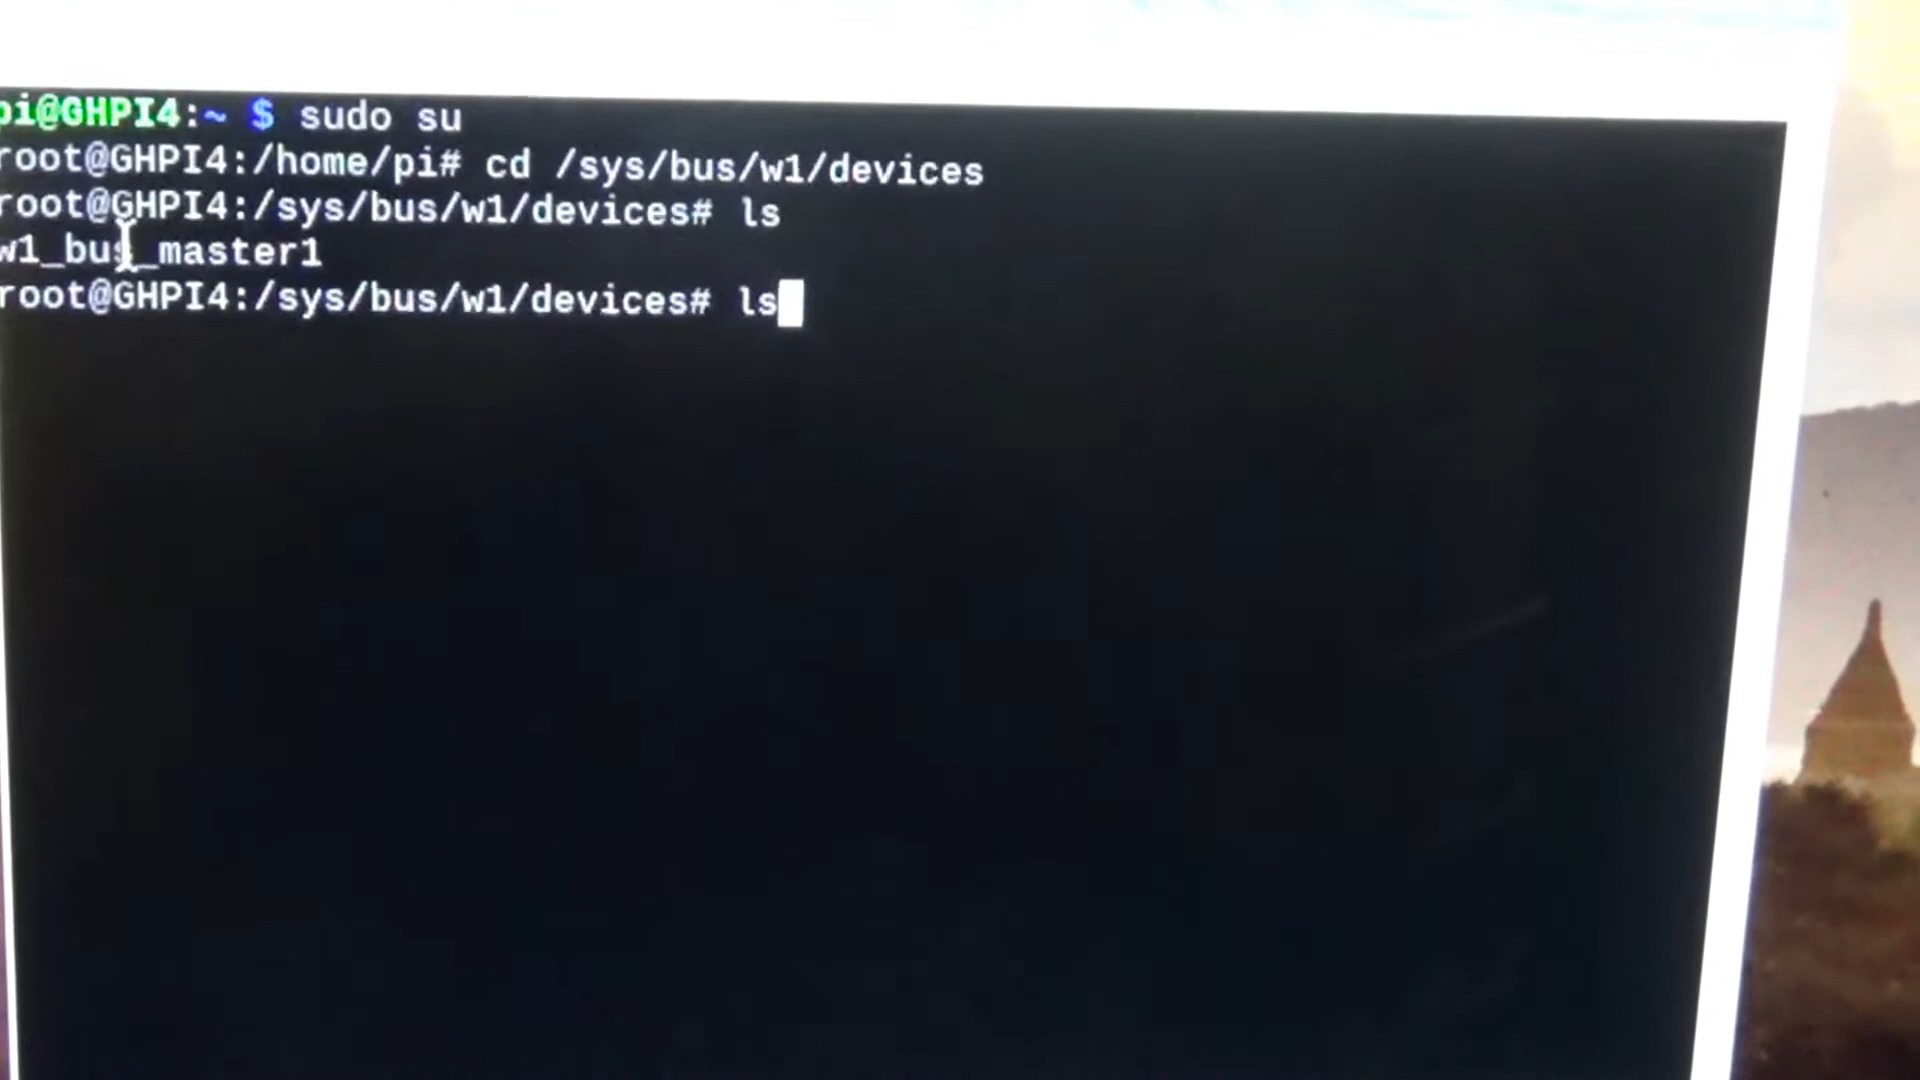 pi@GHPI4:~ $ sudo su
root@GHPI4:/home/pi# cd /sys/bus/w1/devices
root@GHPI4:/sys/bus/w1/devices# ls
w1_bus_master1
root@GHPI4:/sys/bus/w1/devices# ls